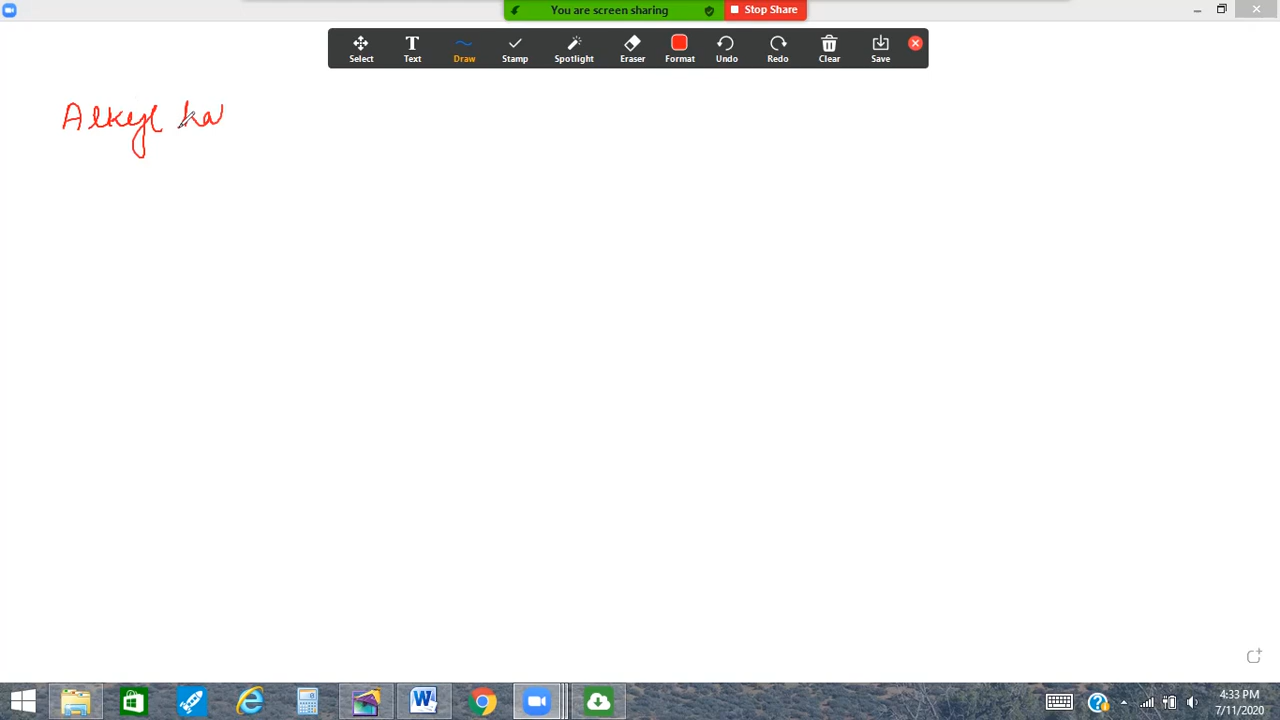 You are screen sharing Stop Share
Select Text Draw Stamp Spotlight Eraser Format Undo Redo Clear Save
Alkyl ha
4:33 PM
7/11/2020